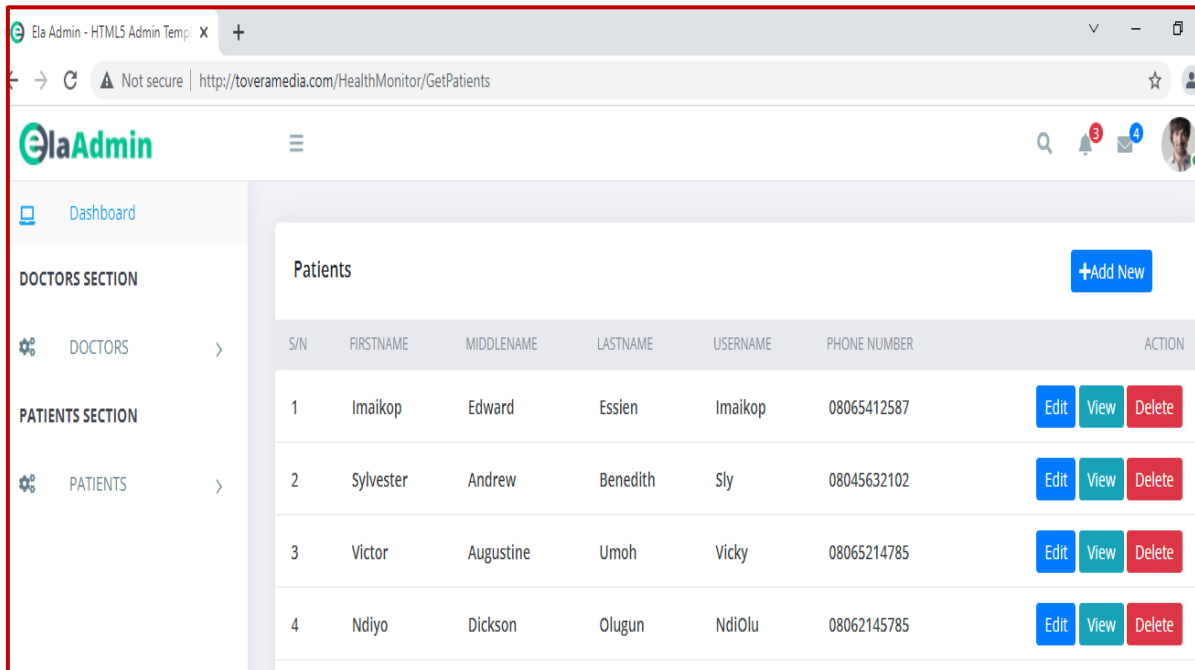 Ela Admin - HTML5 Admin Temp
Not secure | http://toveramedia.com/HealthMonitor/GetPatients
elaAdmin
3
4
Dashboard
DOCTORS SECTION
DOCTORS
PATIENTS SECTION
PATIENTS
Patients
+Add New
S/N FIRSTNAME MIDDLENAME LASTNAME USERNAME PHONE NUMBER ACTION
1 Imaikop Edward Essien Imaikop 08065412587 Edit View Delete
2 Sylvester Andrew Benedith Sly 08045632102 Edit View Delete
3 Victor Augustine Umoh Vicky 08065214785 Edit View Delete
4 Ndiyo Dickson Olugun NdiOlu 08062145785 Edit View Delete